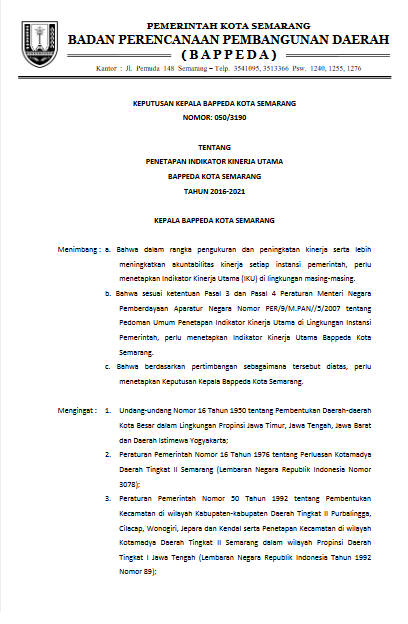 PEMERINTAH KOTA SEMARANG
BADAN PERENCANAAN PEMBANGUNAN DAERAH
( B A P P E D A )
Kantor : Jl. Pemuda 148 Semarang – Telp. 3541095, 3513366 Psw. 1240, 1255, 1276
KEPUTUSAN KEPALA BAPPEDA KOTA SEMARANG
NOMOR: 050/3190
TENTANG
PENETAPAN INDIKATOR KINERJA UTAMA
BAPPEDA KOTA SEMARANG
TAHUN 2016-2021
KEPALA BAPPEDA KOTA SEMARANG
Menimbang : a. Bahwa dalam rangka pengukuran dan peningkatan kinerja serta lebih
meningkatkan akuntabilitas kinerja setiap instansi pemerintah, perlu
menetapkan Indikator Kinerja Utama (IKU) di lingkungan masing-masing.
b. Bahwa sesuai ketentuan Pasal 3 dan Pasal 4 Peraturan Menteri Negara
Pemberdayaan Aparatur Negara Nomor PER/9/M.PAN//5/2007 tentang
Pedoman Umum Penetapan Indikator Kinerja Utama di Lingkungan Instansi
Pemerintah, perlu menetapkan Indikator Kinerja Utama Bappeda Kota
Semarang.
c. Bahwa berdasarkan pertimbangan sebagaimana tersebut diatas, perlu
menetapkan Keputusan Kepala Bappeda Kota Semarang.
Mengingat : 1. Undang-undang Nomor 16 Tahun 1950 tentang Pembentukan Daerah-daerah
Kota Besar dalam Lingkungan Propinsi Jawa Timur, Jawa Tengah, Jawa Barat
dan Daerah Istimewa Yogyakarta;
2. Peraturan Pemerintah Nomor 16 Tahun 1976 tentang Perluasan Kotamadya
Daerah Tingkat II Semarang (Lembaran Negara Republik Indonesia Nomor
3078);
3. Peraturan Pemerintah Nomor 50 Tahun 1992 tentang Pembentukan
Kecamatan di wilayah Kabupaten-kabupaten Daerah Tingkat II Purbalingga,
Cilacap, Wonogiri, Jepara dan Kendal serta Penetapan Kecamatan di wilayah
Kotamadya Daerah Tingkat II Semarang dalam wilayah Propinsi Daerah
Tingkat I Jawa Tengah (Lembaran Negara Republik Indonesia Tahun 1992
Nomor 89);